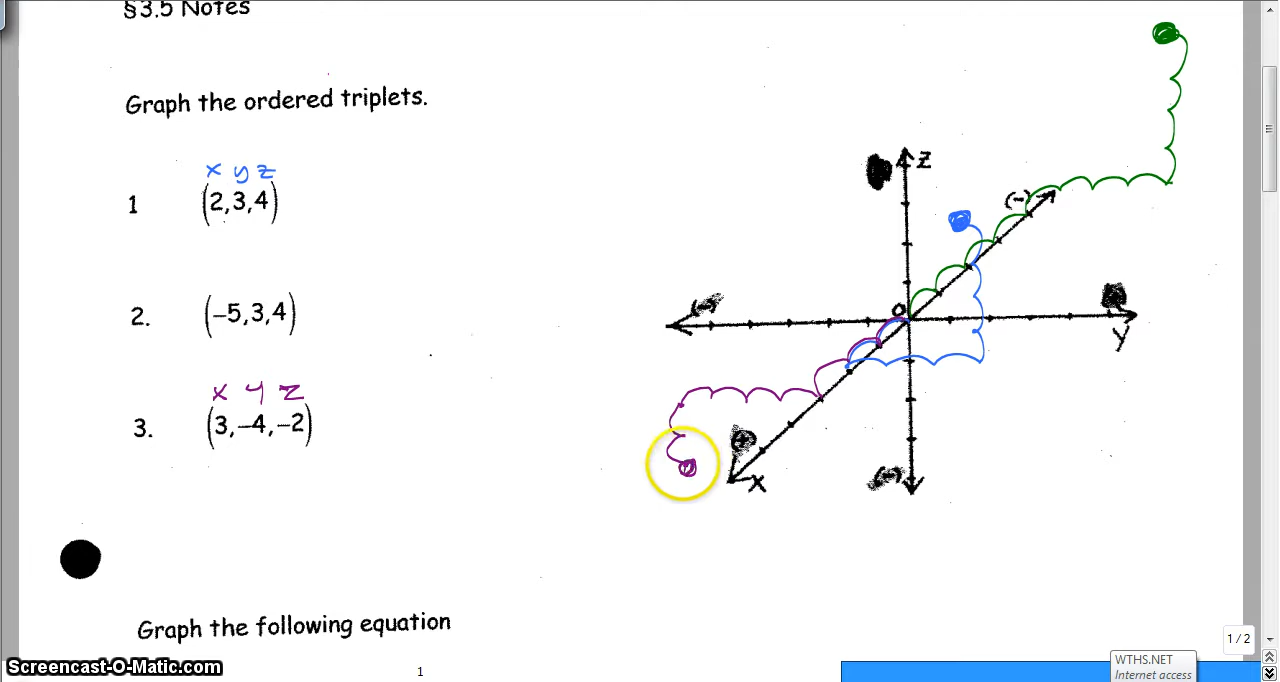 §3.5 Notes
Graph the ordered triplets.
x y z
1 (2,3,4)
2. (-5,3,4)
x y z
3. (3,-4,-2)
(-) Z
(-) O
Y
(+)
X
(-)
Graph the following equation
1
1 / 2
WTHS.NET
Internet access
Screencast-O-Matic.com